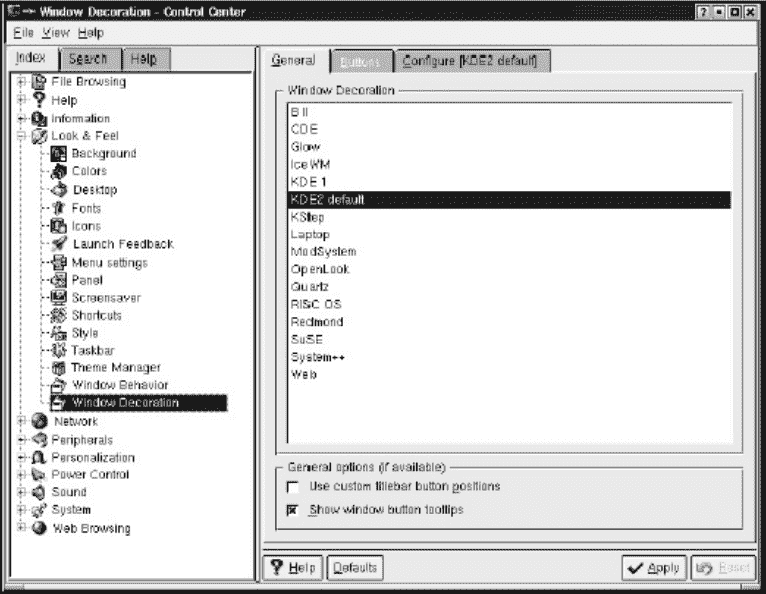 Window Decoration - Control Center
File View Help
Index Search Help
File Browsing
Help
Information
Look & Feel
Background
Colors
Desktop
Fonts
Icons
Launch Feedback
Menu settings
Panel
Screensaver
Shortcuts
Style
Taskbar
Theme Manager
Window Behavior
Window Decoration
Network
Peripherals
Personalization
Power Control
Sound
System
Web Browsing
General Buttons Configure [KDE2 default]
Window Decoration
B II
CDE
Glow
IceWM
KDE 1
KDE2 default
KStep
Laptop
ModSystem
OpenLook
Quartz
RISC OS
Redmond
SuSE
System++
Web
General options (if available)
Use custom titlebar button positions
Show window button tooltips
Help Defaults Apply Reset